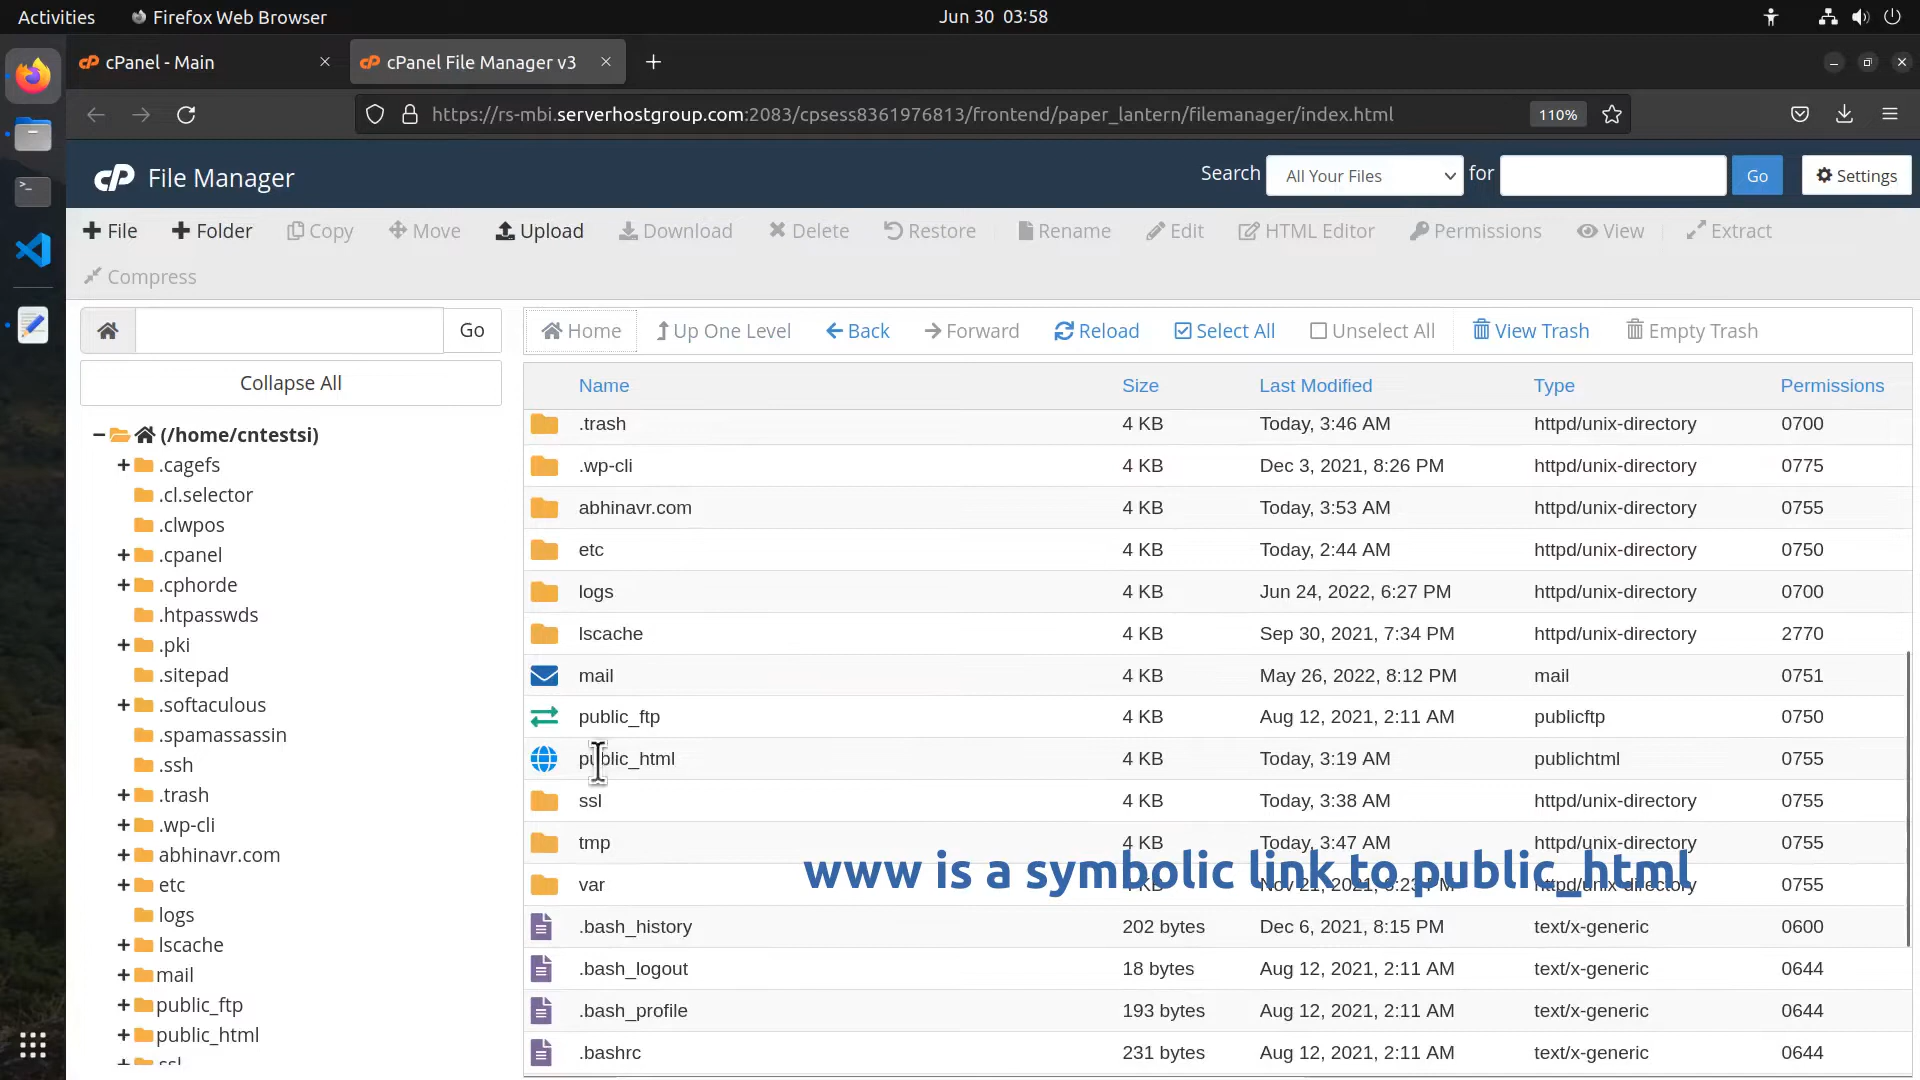 Activities
Firefox Web Browser
Jun 30 03:58
cPanel - Main
cPanel File Manager v3
https://rs-mbi.serverhostgroup.com:2083/cpsess8361976813/frontend/paper_lantern/filemanager/index.html
110%
cP File Manager
Search
All Your Files
for
Go
Settings
File
Folder
Copy
Move
Upload
Download
Delete
Restore
Rename
Edit
HTML Editor
Permissions
View
Extract
Compress
Go
Home
Up One Level
Back
Forward
Reload
Select All
Unselect All
View Trash
Empty Trash
Collapse All
(/home/cntestsi)
.cagefs
.cl.selector
.clwpos
.cpanel
.cphorde
.htpasswds
.pki
.sitepad
.softaculous
.spamassassin
.ssh
.trash
.wp-cli
abhinavr.com
etc
logs
lscache
mail
public_ftp
public_html
ssl
Name Size Last Modified Type Permissions
.trash 4 KB Today, 3:46 AM httpd/unix-directory 0700
.wp-cli 4 KB Dec 3, 2021, 8:26 PM httpd/unix-directory 0775
abhinavr.com 4 KB Today, 3:53 AM httpd/unix-directory 0755
etc 4 KB Today, 2:44 AM httpd/unix-directory 0750
logs 4 KB Jun 24, 2022, 6:27 PM httpd/unix-directory 0700
lscache 4 KB Sep 30, 2021, 7:34 PM httpd/unix-directory 2770
mail 4 KB May 26, 2022, 8:12 PM mail 0751
public_ftp 4 KB Aug 12, 2021, 2:11 AM publicftp 0750
public_html 4 KB Today, 3:19 AM publichtml 0755
ssl 4 KB Today, 3:38 AM httpd/unix-directory 0755
tmp 4 KB Today, 3:47 AM httpd/unix-directory 0755
www is a symbolic link to public_html
var 4 KB Nov 21, 2021, 5:23 PM httpd/unix-directory 0755
.bash_history 202 bytes Dec 6, 2021, 8:15 PM text/x-generic 0600
.bash_logout 18 bytes Aug 12, 2021, 2:11 AM text/x-generic 0644
.bash_profile 193 bytes Aug 12, 2021, 2:11 AM text/x-generic 0644
.bashrc 231 bytes Aug 12, 2021, 2:11 AM text/x-generic 0644